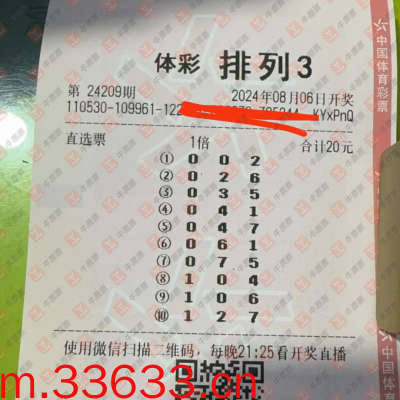 体彩 排列3
第 24209期 2024年08月06日开奖
110530-109961-122 KYxPnQ
直选票 1倍 合计20元
① 0 0 2
② 0 2 6
③ 0 3 5
④ 0 4 1
⑤ 0 4 7
⑥ 0 6 1
⑦ 0 7 5
⑧ 1 0 4
⑨ 1 0 6
⑩ 1 2 7
使用微信扫描二维码，每晚21:25看开奖直播
m.33633.cn
中国体育彩票